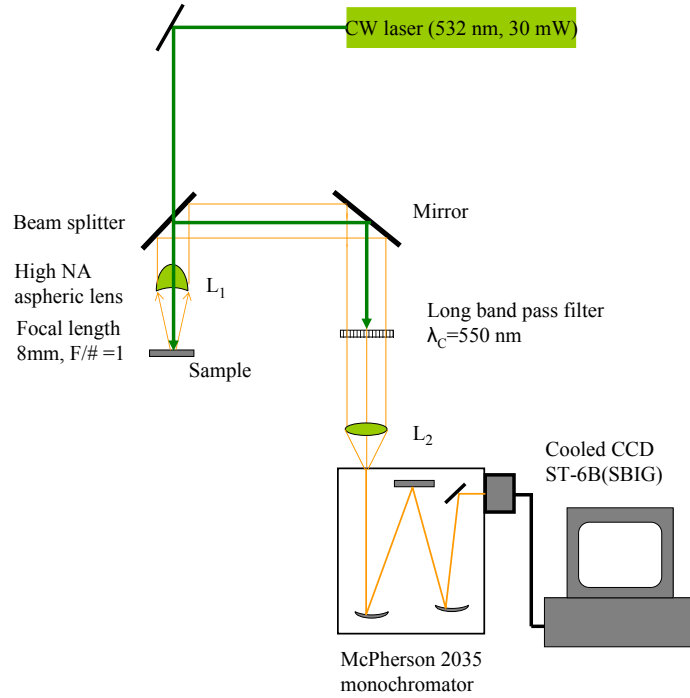 CW laser (532 nm, 30 mW)
Beam splitter
Mirror
High NA
aspheric lens
L1
Focal length
8mm, F/# =1
Sample
Long band pass filter
λC=550 nm
L2
Cooled CCD
ST-6B(SBIG)
McPherson 2035
monochromator